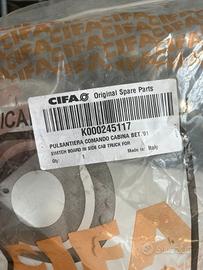 CIFA Original Spare Parts
K000245117
PULSANTIERA COMANDO CABINA BET.'91
SWITCH BOARD IN SIDE CAB TRUCK FOR
Qty: Made in: Italy
1
CIFA